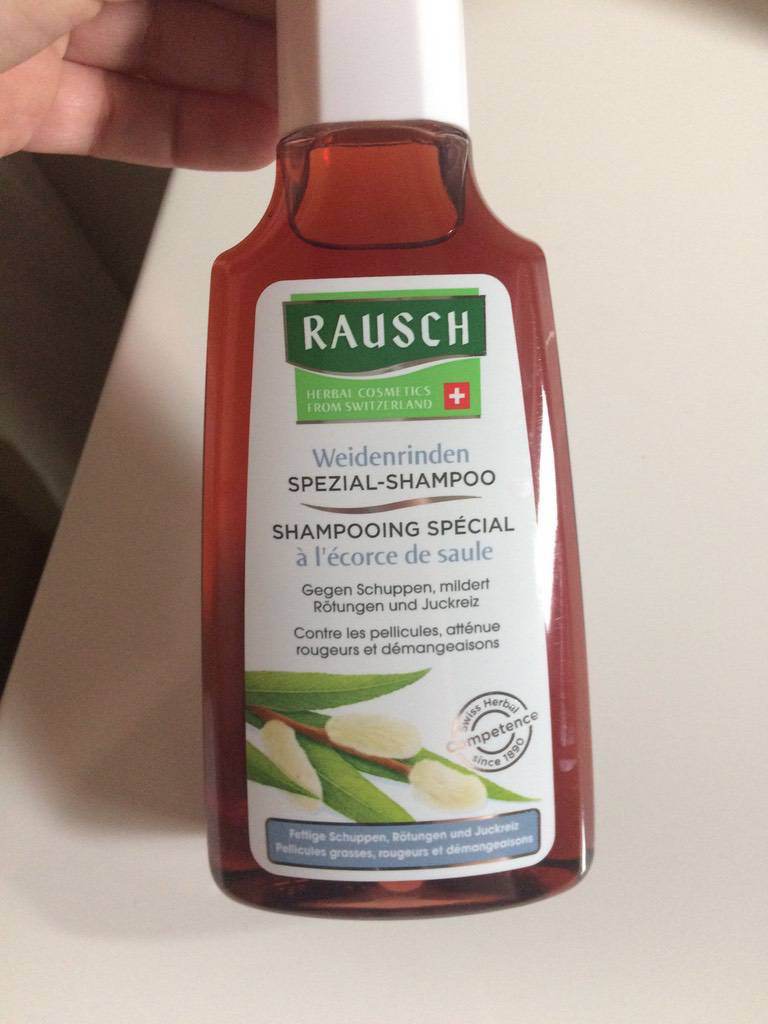 RAUSCH
HERBAL COSMETICS
FROM SWITZERLAND
Weidenrinden
SPEZIAL-SHAMPOO
SHAMPOOING SPÉCIAL
à l'écorce de saule
Gegen Schuppen, mildert
Rötungen und Juckreiz
Contre les pellicules, atténue
rougeurs et démangeaisons
Swiss Herbal
Competence
since 1890
Fettige Schuppen, Rötungen und Juckreiz
Pellicules grasses, rougeurs et démangeaisons